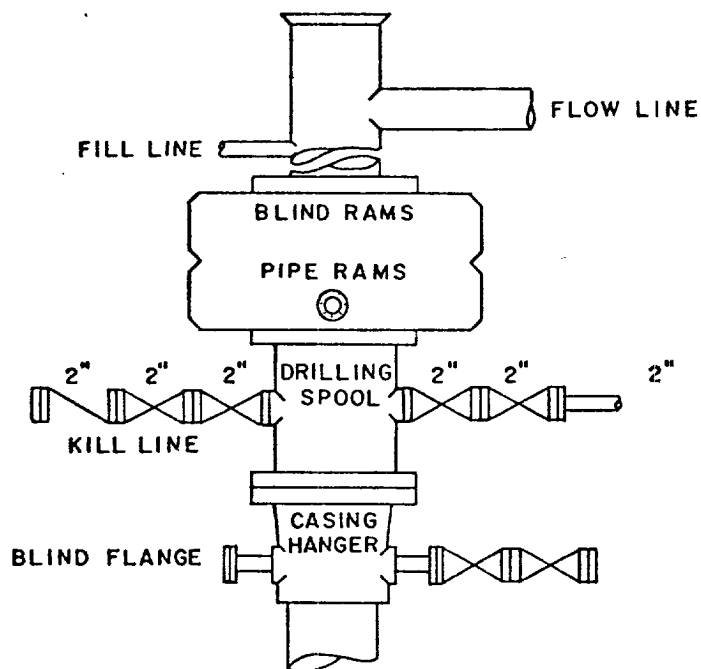 FLOW LINE
FILL LINE
BLIND RAMS
PIPE RAMS
2" 2" 2" DRILLING SPOOL 2" 2" 2"
KILL LINE
CASING HANGER
BLIND FLANGE